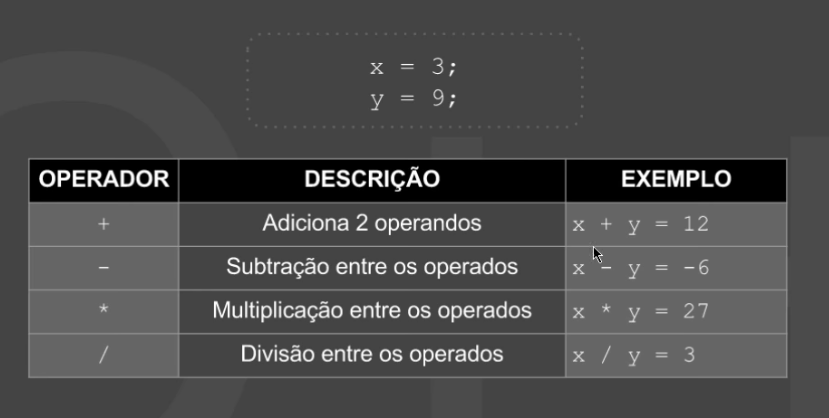 x = 3;
y = 9;
OPERADOR DESCRIÇÃO EXEMPLO
+ Adiciona 2 operandos x + y = 12
- Subtração entre os operados x - y = -6
* Multiplicação entre os operados x * y = 27
/ Divisão entre os operados x / y = 3